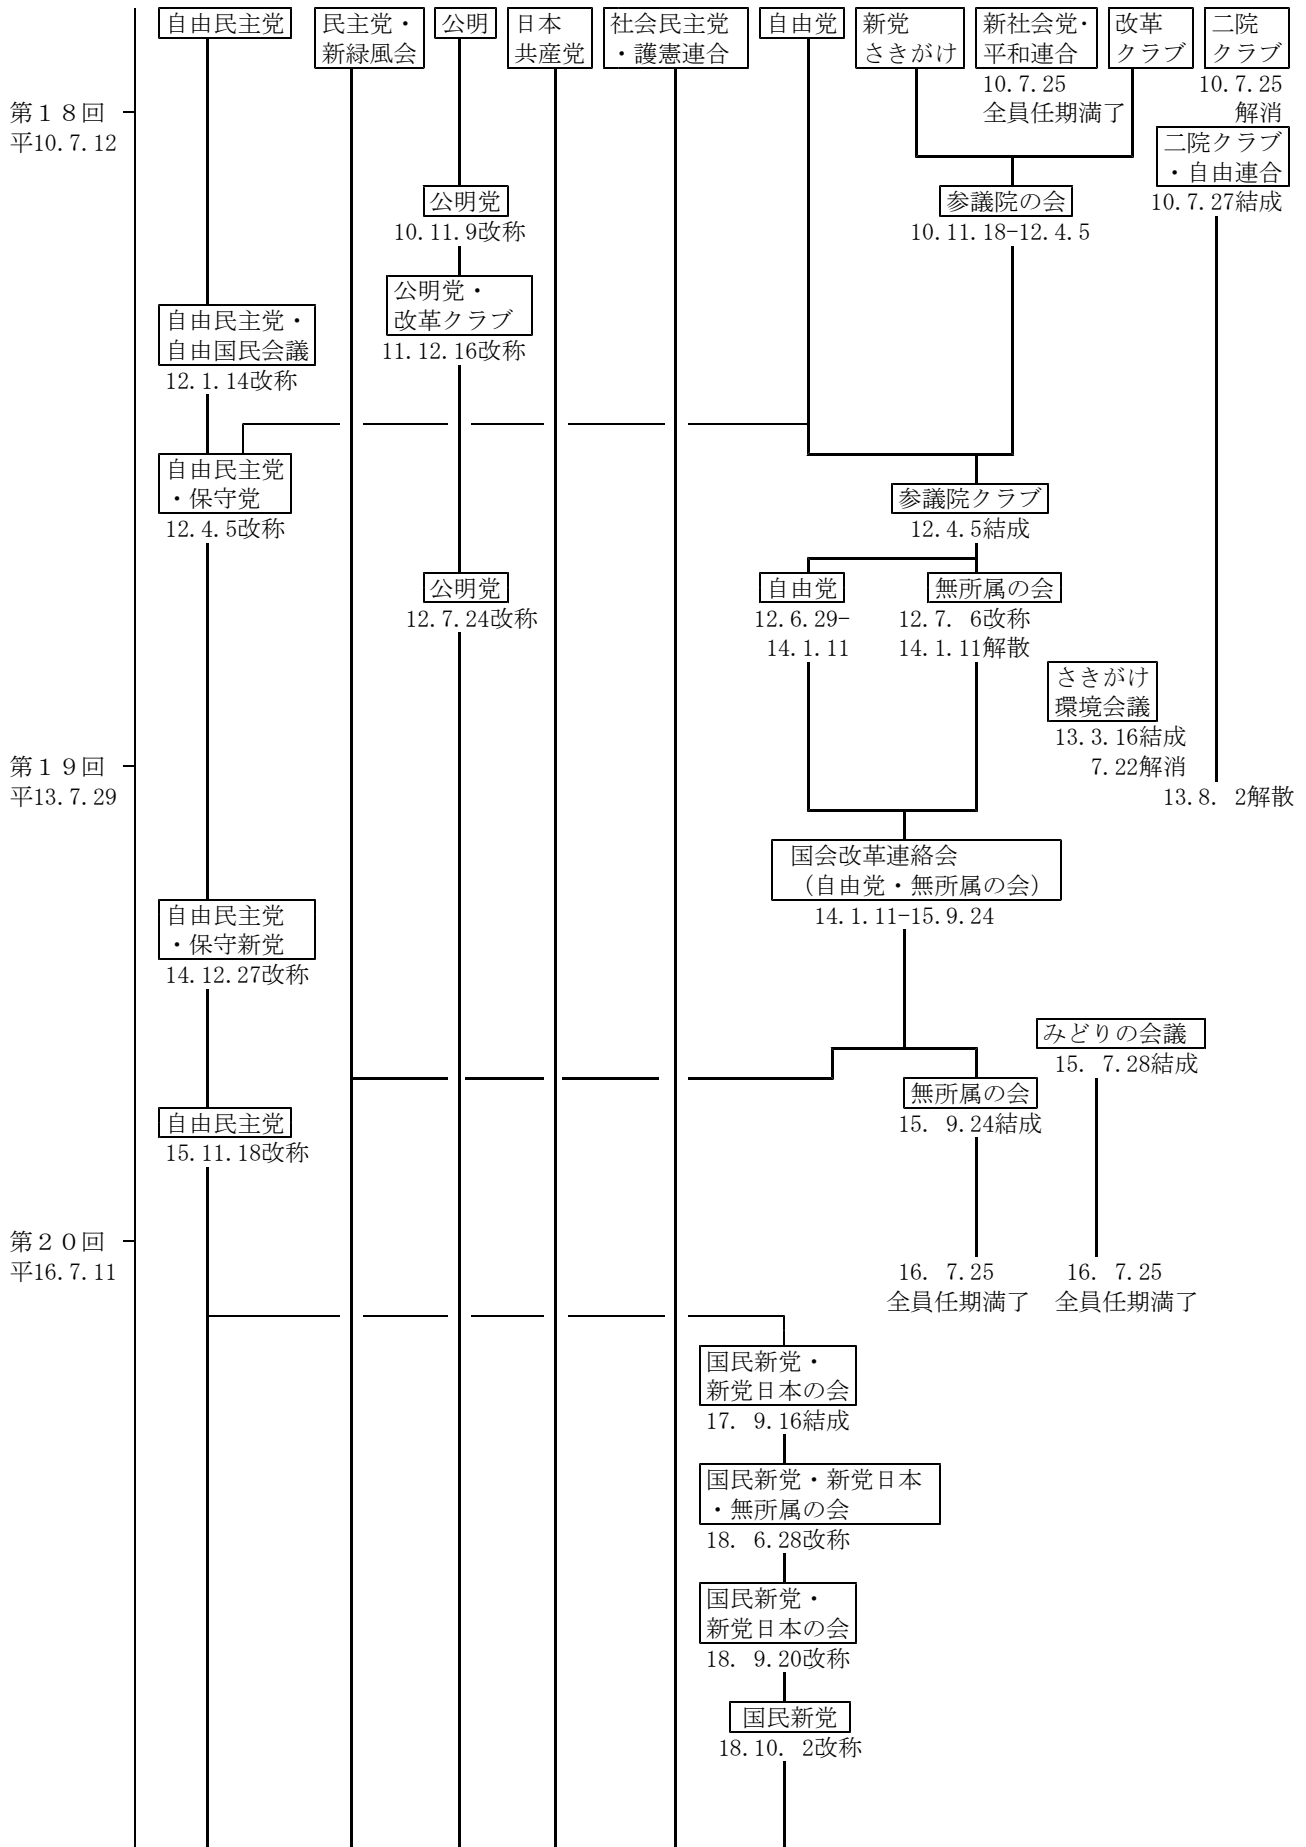 自由民主党
民主党・
新緑風会
公明
日本
共産党
社会民主党
・護憲連合
自由党
新党
さきがけ
新社会党・
平和連合
10.7.25
全員任期満了
改革
クラブ
二院
クラブ
10.7.25
解消
第１８回
平10.7.12
二院クラブ
・自由連合
10.7.27結成
公明党
10.11.9改称
参議院の会
10.11.18-12.4.5
公明党・
改革クラブ
11.12.16改称
自由民主党・
自由国民会議
12.1.14改称
自由民主党
・保守党
12.4.5改称
参議院クラブ
12.4.5結成
公明党
12.7.24改称
自由党
12.6.29-
14.1.11
無所属の会
12.7. 6改称
14.1.11解散
さきがけ
環境会議
13.3.16結成
7.22解消
第１９回
平13.7.29
13.8. 2解散
国会改革連絡会
（自由党・無所属の会）
14.1.11-15.9.24
自由民主党
・保守新党
14.12.27改称
みどりの会議
15. 7.28結成
無所属の会
15. 9.24結成
自由民主党
15.11.18改称
第２０回
平16.7.11
16. 7.25
全員任期満了
16. 7.25
全員任期満了
国民新党・
新党日本の会
17. 9.16結成
国民新党・新党日本
・無所属の会
18. 6.28改称
国民新党・
新党日本の会
18. 9.20改称
国民新党
18.10. 2改称